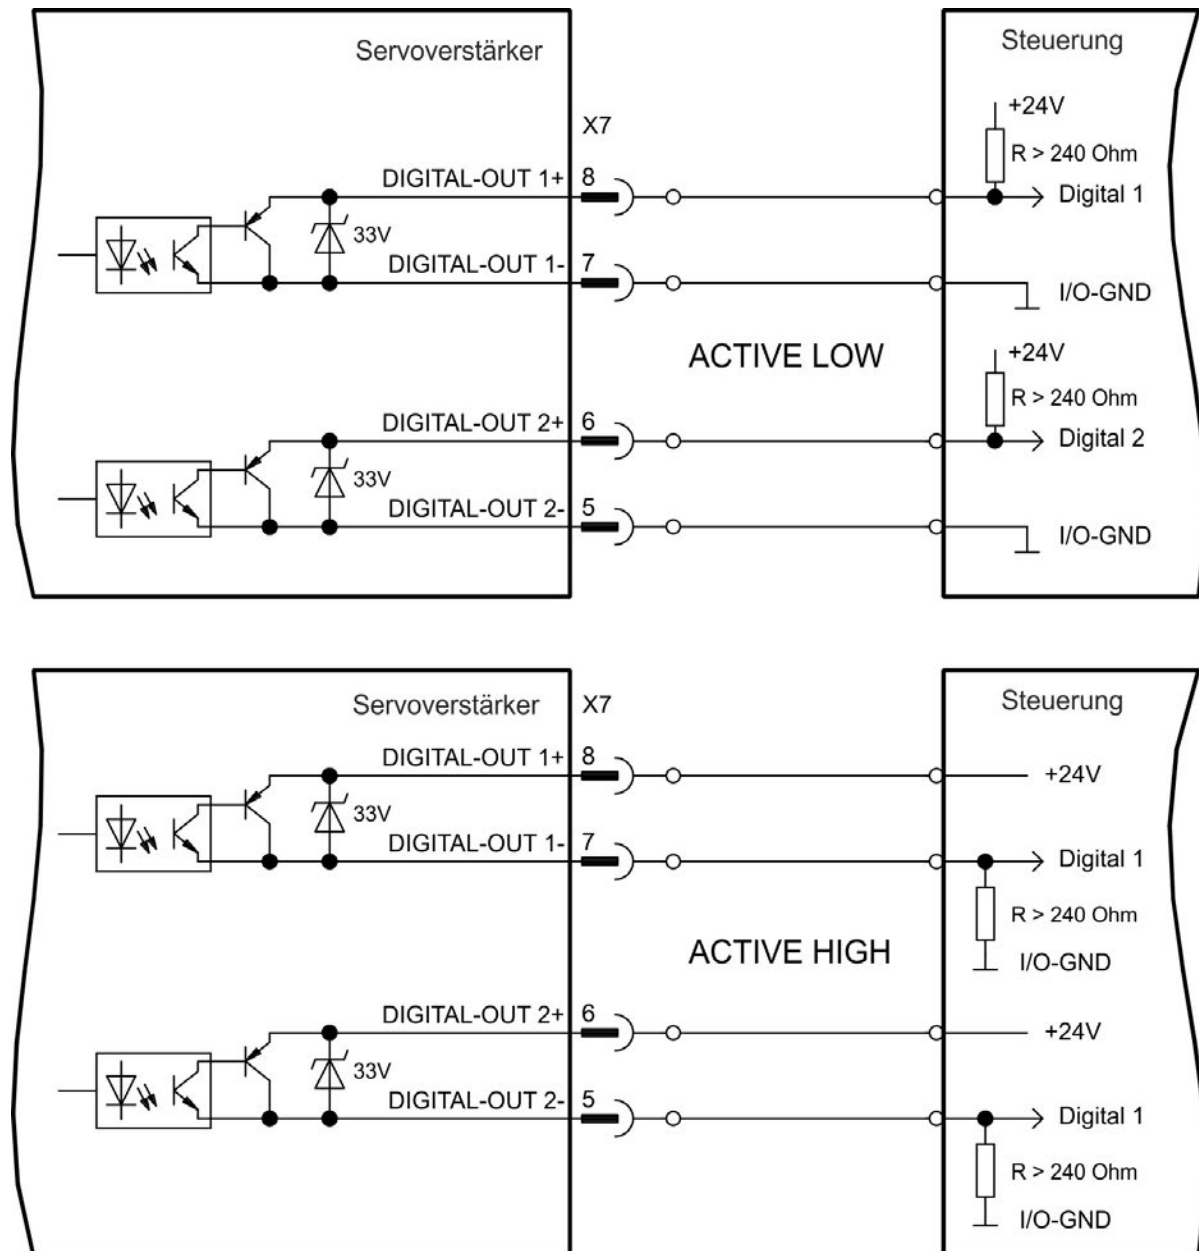 Servoverstärker
Steuerung
+24V
X7
R > 240 Ohm
DIGITAL-OUT 1+
8
Digital 1
33V
DIGITAL-OUT 1-
7
I/O-GND
ACTIVE LOW
+24V
R > 240 Ohm
DIGITAL-OUT 2+
6
Digital 2
33V
DIGITAL-OUT 2-
5
I/O-GND
Servoverstärker
X7
Steuerung
DIGITAL-OUT 1+
8
+24V
33V
DIGITAL-OUT 1-
7
Digital 1
R > 240 Ohm
ACTIVE HIGH
I/O-GND
DIGITAL-OUT 2+
6
+24V
33V
DIGITAL-OUT 2-
5
Digital 1
R > 240 Ohm
I/O-GND